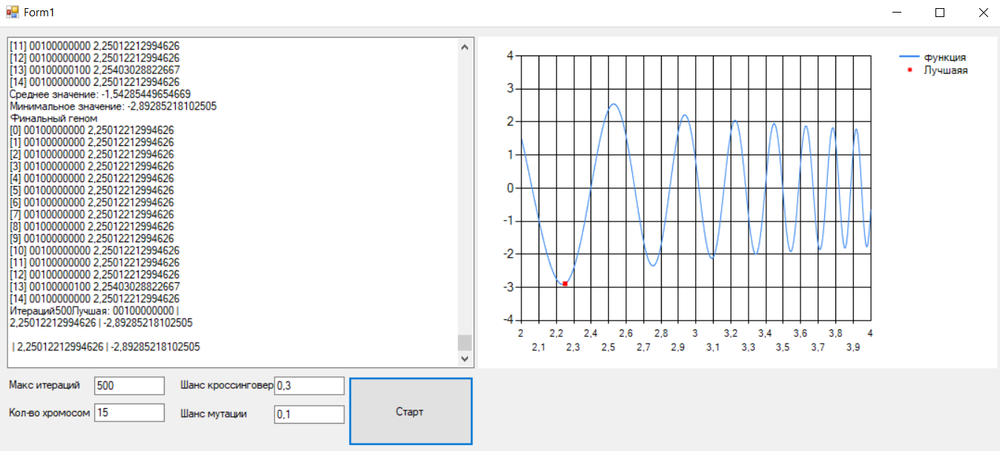 Form1
[11] 00100000000 2,25012212994626
[12] 00100000000 2,25012212994626
[13] 00100000100 2,25403028822667
[14] 00100000000 2,25012212994626
Среднее значение: -1,54285449654669
Минимальное значение: -2,89285218102505
Финальный геном
[0] 00100000000 2,25012212994626
[1] 00100000000 2,25012212994626
[2] 00100000000 2,25012212994626
[3] 00100000000 2,25012212994626
[4] 00100000000 2,25012212994626
[5] 00100000000 2,25012212994626
[6] 00100000000 2,25012212994626
[7] 00100000000 2,25012212994626
[8] 00100000000 2,25012212994626
[9] 00100000000 2,25012212994626
[10] 00100000000 2,25012212994626
[11] 00100000000 2,25012212994626
[12] 00100000000 2,25012212994626
[13] 00100000100 2,25403028822667
[14] 00100000000 2,25012212994626
Итераций500Лучшая: 00100000000 |
2,25012212994626 | -2,89285218102505
| 2,25012212994626 | -2,89285218102505
4
3
2
1
0
-1
-2
-3
-4
2 2,2 2,4 2,6 2,8 3 3,2 3,4 3,6 3,8 4
2,1 2,3 2,5 2,7 2,9 3,1 3,3 3,5 3,7 3,9
функция
Лучшаяя
Макс итераций 500
Шанс кроссинговер 0,3
Кол-во хромосом 15
Шанс мутации 0,1
Старт